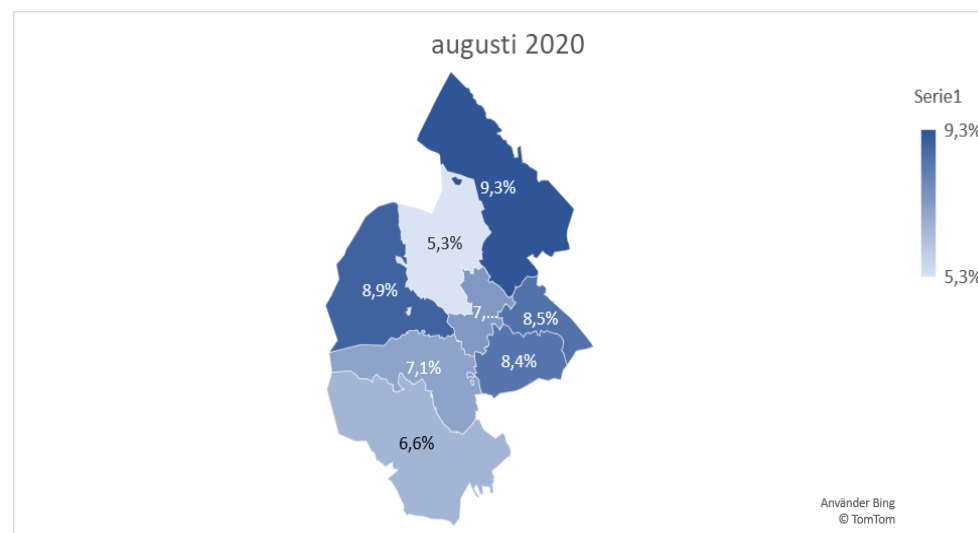 augusti 2020
Serie1
9,3%
5,3%
9,3%
5,3%
8,9%
7,...
8,5%
8,4%
7,1%
6,6%
Använder Bing
© TomTom